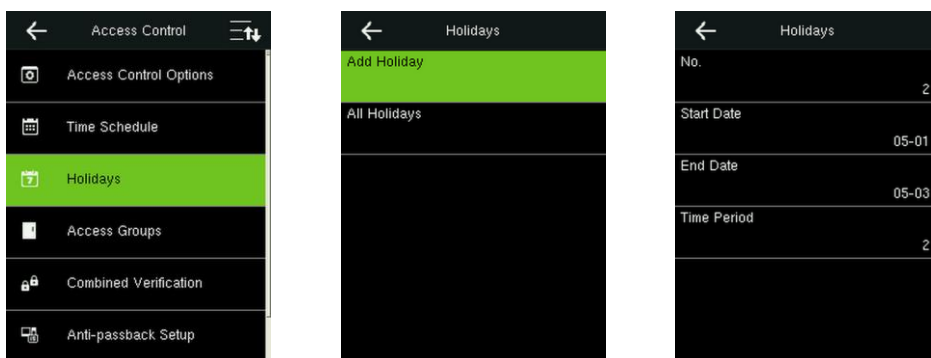 Access Control
Access Control Options
Time Schedule
7
Holidays
Access Groups
Combined Verification
Anti-passback Setup
Holidays
Add Holiday
All Holidays
Holidays
No.
2
Start Date
05-01
End Date
05-03
Time Period
2